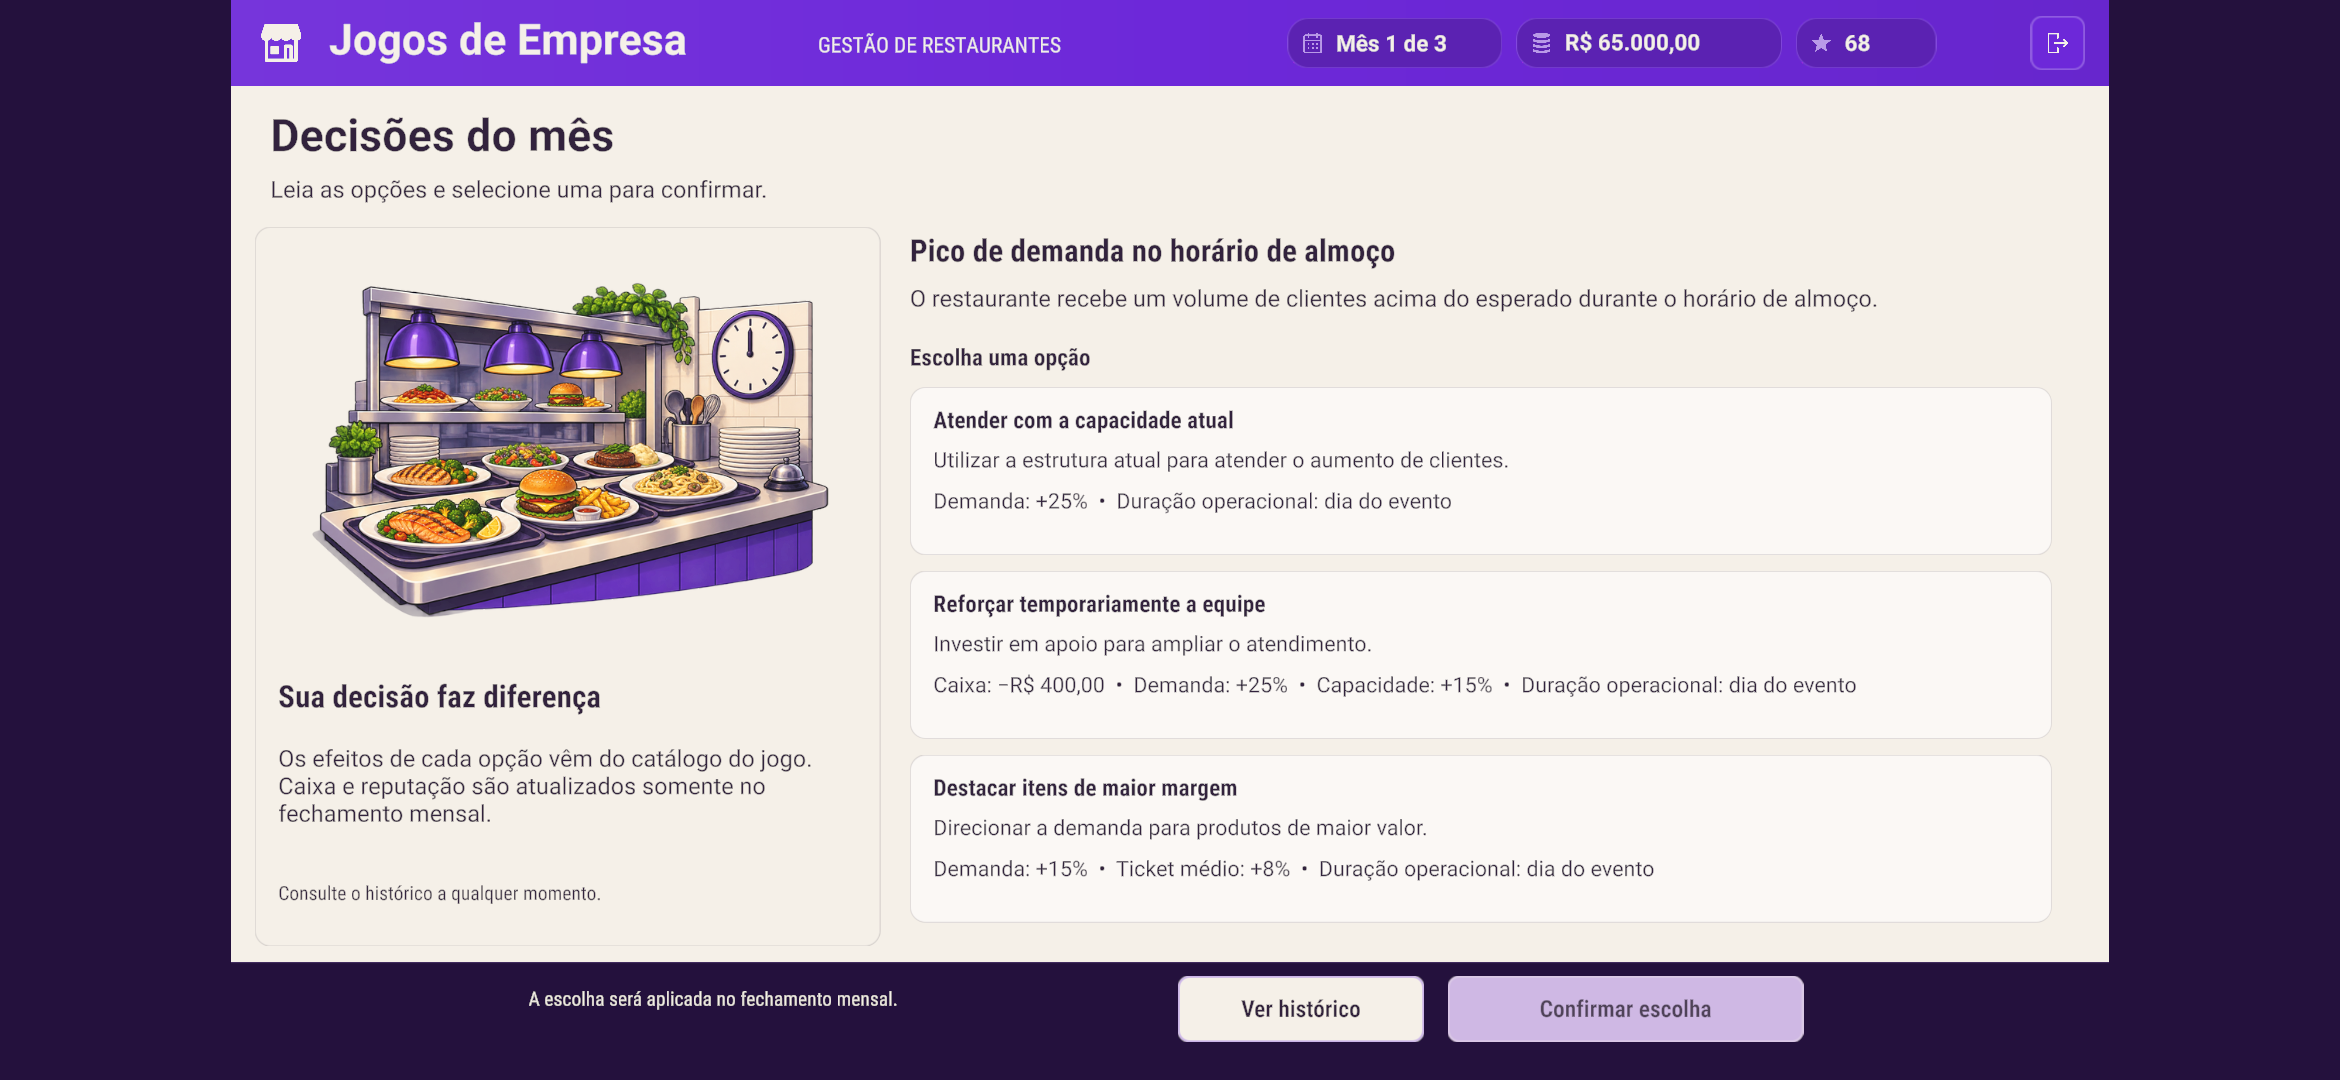 Jogos de Empresa
GESTÃO DE RESTAURANTES
Mês 1 de 3
R$ 65.000,00
68
Decisões do mês
Leia as opções e selecione uma para confirmar.
Sua decisão faz diferença
Os efeitos de cada opção vêm do catálogo do jogo.
Caixa e reputação são atualizados somente no
fechamento mensal.
Consulte o histórico a qualquer momento.
Pico de demanda no horário de almoço
O restaurante recebe um volume de clientes acima do esperado durante o horário de almoço.
Escolha uma opção
Atender com a capacidade atual
Utilizar a estrutura atual para atender o aumento de clientes.
Demanda: +25% • Duração operacional: dia do evento
Reforçar temporariamente a equipe
Investir em apoio para ampliar o atendimento.
Caixa: −R$ 400,00 • Demanda: +25% • Capacidade: +15% • Duração operacional: dia do evento
Destacar itens de maior margem
Direcionar a demanda para produtos de maior valor.
Demanda: +15% • Ticket médio: +8% • Duração operacional: dia do evento
A escolha será aplicada no fechamento mensal.
Ver histórico
Confirmar escolha